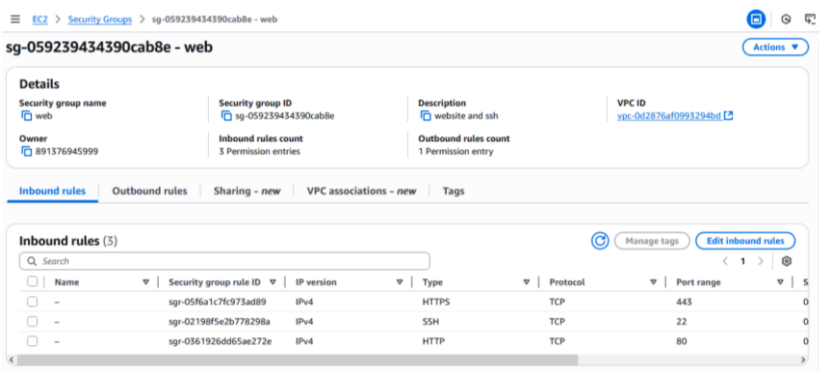 EC2 > Security Groups > sg-059239434390cab8e - web
sg-059239434390cab8e - web
Actions
Details
Security group name
web
Security group ID
sg-059239434390cab8e
Description
website and ssh
VPC ID
vpc-0d2876af0993294bd
Owner
891376945999
Inbound rules count
3 Permission entries
Outbound rules count
1 Permission entry
Inbound rules Outbound rules Sharing - new VPC associations - new Tags
Inbound rules (3)
Manage tags Edit inbound rules
Search
1
Name Security group rule ID IP version Type Protocol Port range S
– sgr-05f6a1c7fc973ad89 IPv4 HTTPS TCP 443 0
– sgr-02198f5e2b778298a IPv4 SSH TCP 22 0
– sgr-0361926dd65ae272e IPv4 HTTP TCP 80 0